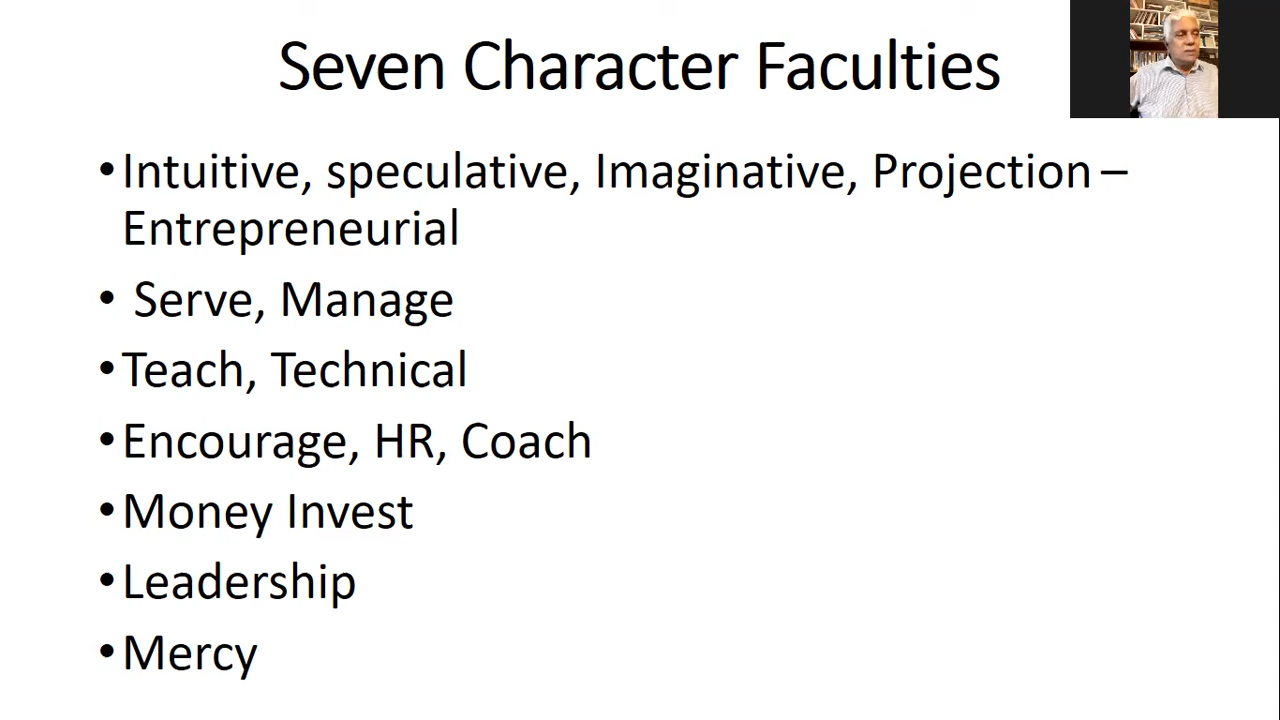 Seven Character Faculties
•Intuitive, speculative, Imaginative, Projection –
Entrepreneurial
• Serve, Manage
•Teach, Technical
•Encourage, HR, Coach
•Money Invest
•Leadership
•Mercy